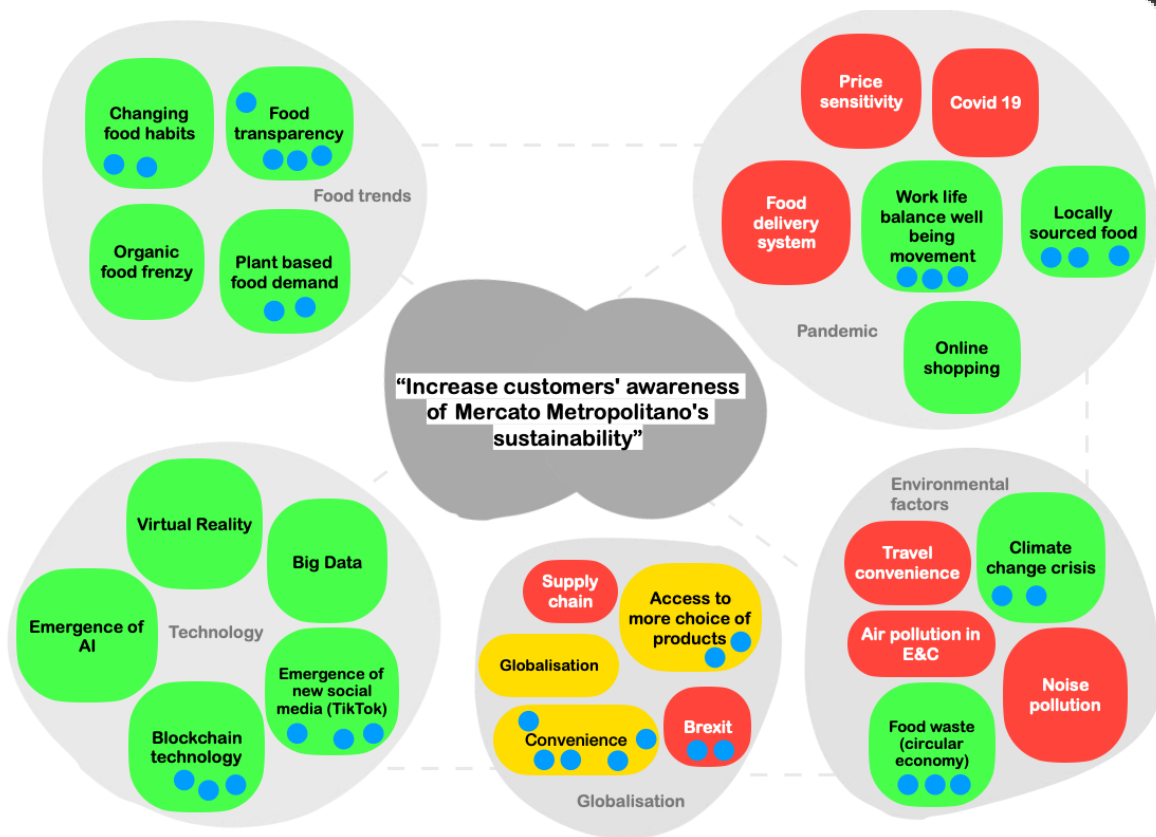 Changing
food habits
Food
transparency
Food trends
Organic
food frenzy
Plant based
food demand
Price
sensitivity
Covid 19
Food
delivery
system
Work life
balance well
being
movement
Locally
sourced food
Pandemic
Online
shopping
“Increase customers' awareness
of Mercato Metropolitano's
sustainability”
Virtual Reality
Big Data
Emergence of
AI
Technology
Emergence of
new social
media (TikTok)
Blockchain
technology
Supply
chain
Access to
more choice of
products
Globalisation
Convenience
Brexit
Globalisation
Environmental
factors
Travel
convenience
Climate
change crisis
Air pollution in
E&C
Noise
pollution
Food waste
(circular
economy)